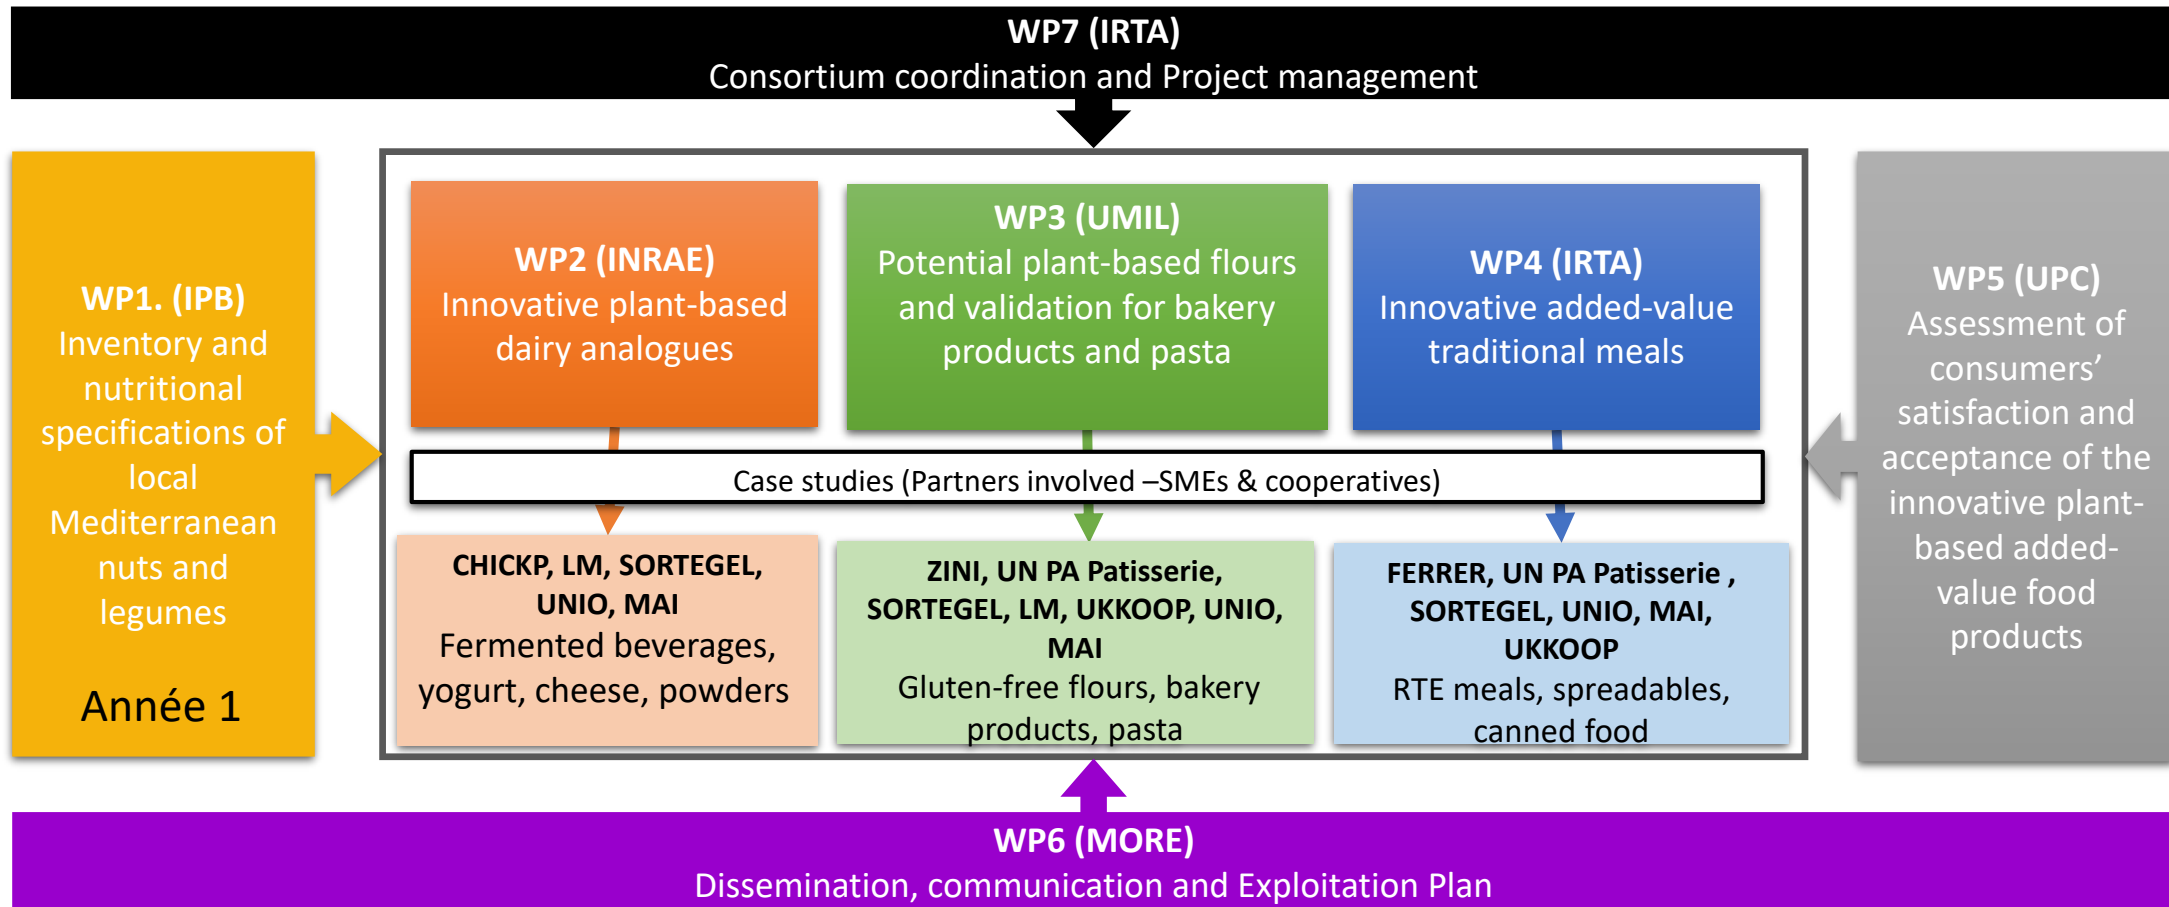 WP7 (IRTA)
Consortium coordination and Project management
WP1. (IPB)
Inventory and
nutritional
specifications of
local
Mediterranean
nuts and
legumes
Année 1
WP2 (INRAE)
Innovative plant-based
dairy analogues
WP3 (UMIL)
Potential plant-based flours
and validation for bakery
products and pasta
WP4 (IRTA)
Innovative added-value
traditional meals
Case studies (Partners involved –SMEs & cooperatives)
CHICKP, LM, SORTEGEL,
UNIO, MAI
Fermented beverages,
yogurt, cheese, powders
ZINI, UN PA Patisserie,
SORTEGEL, LM, UKKOOP, UNIO,
MAI
Gluten-free flours, bakery
products, pasta
FERRER, UN PA Patisserie ,
SORTEGEL, UNIO, MAI,
UKKOOP
RTE meals, spreadables,
canned food
WP5 (UPC)
Assessment of
consumers’
satisfaction and
acceptance of the
innovative plant-
based added-
value food
products
WP6 (MORE)
Dissemination, communication and Exploitation Plan